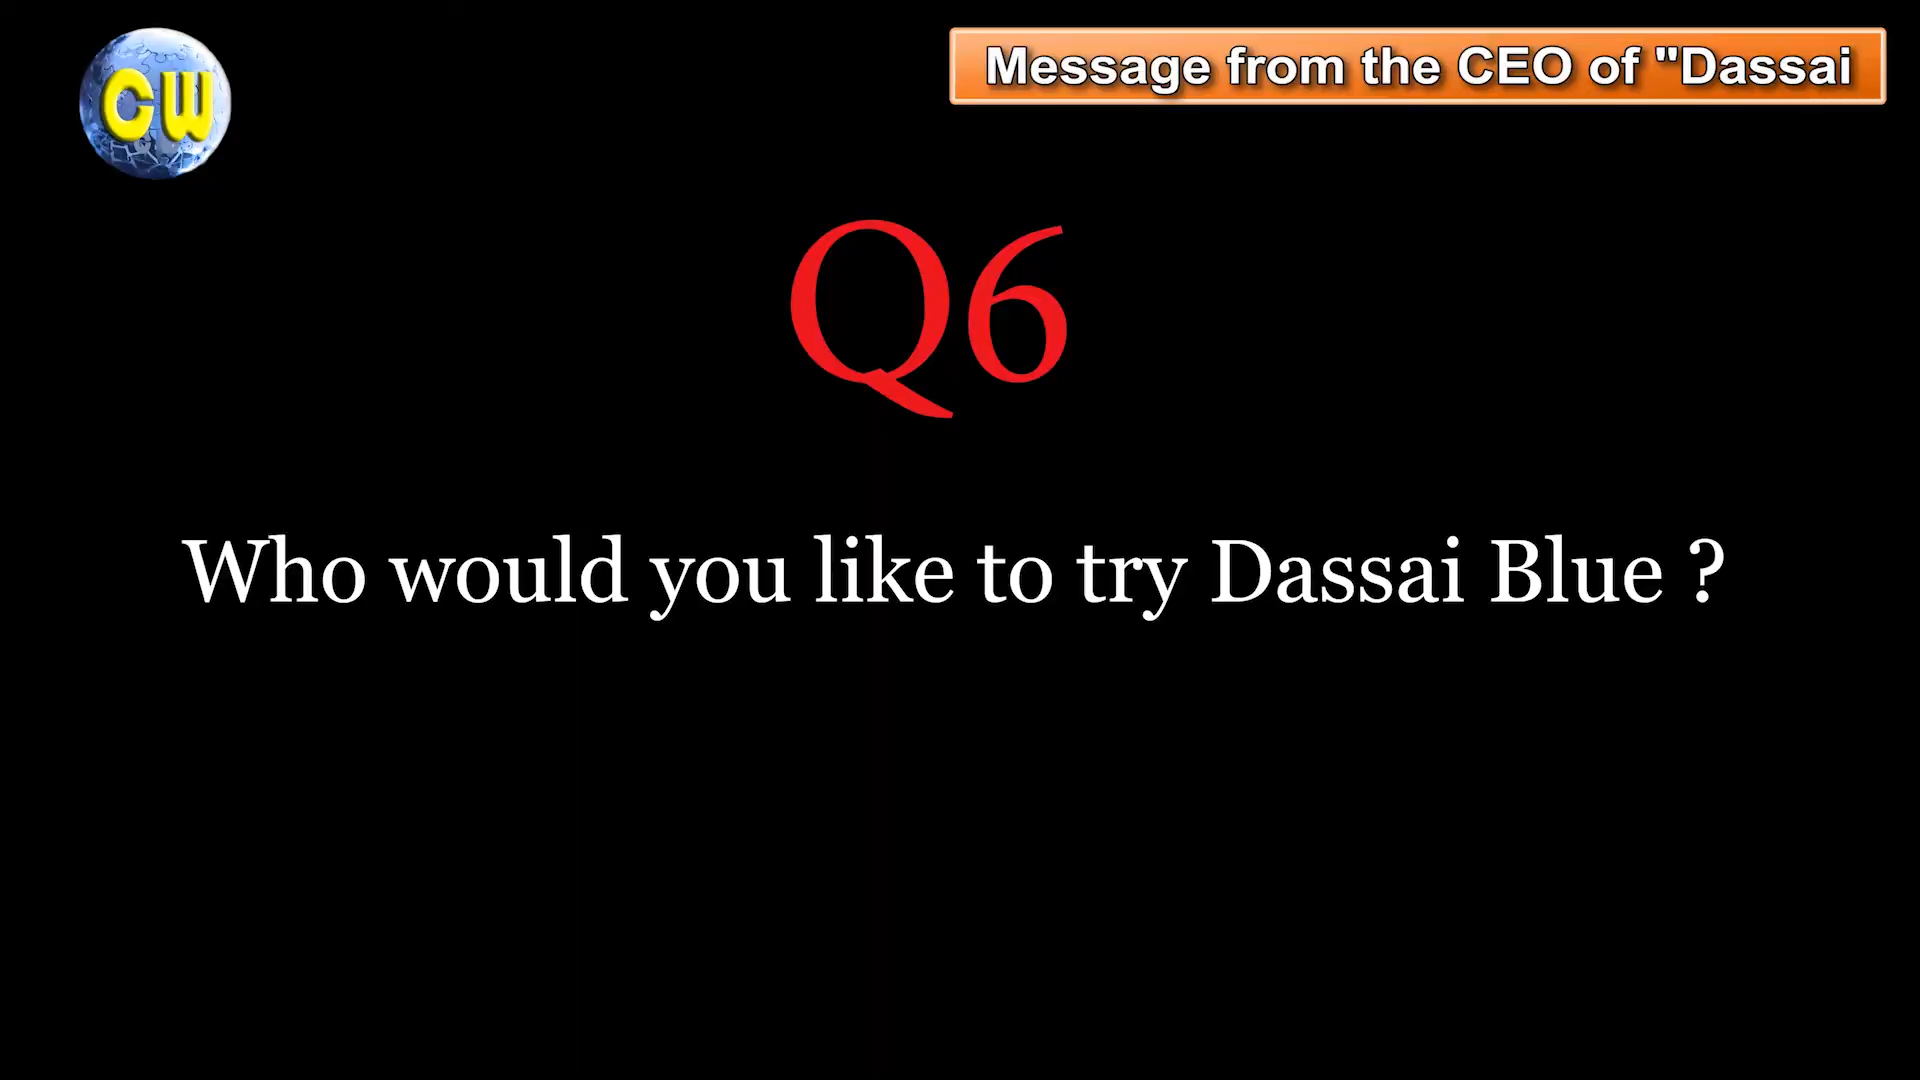 CW
Message from the CEO of "Dassai
Q6
Who would you like to try Dassai Blue ?